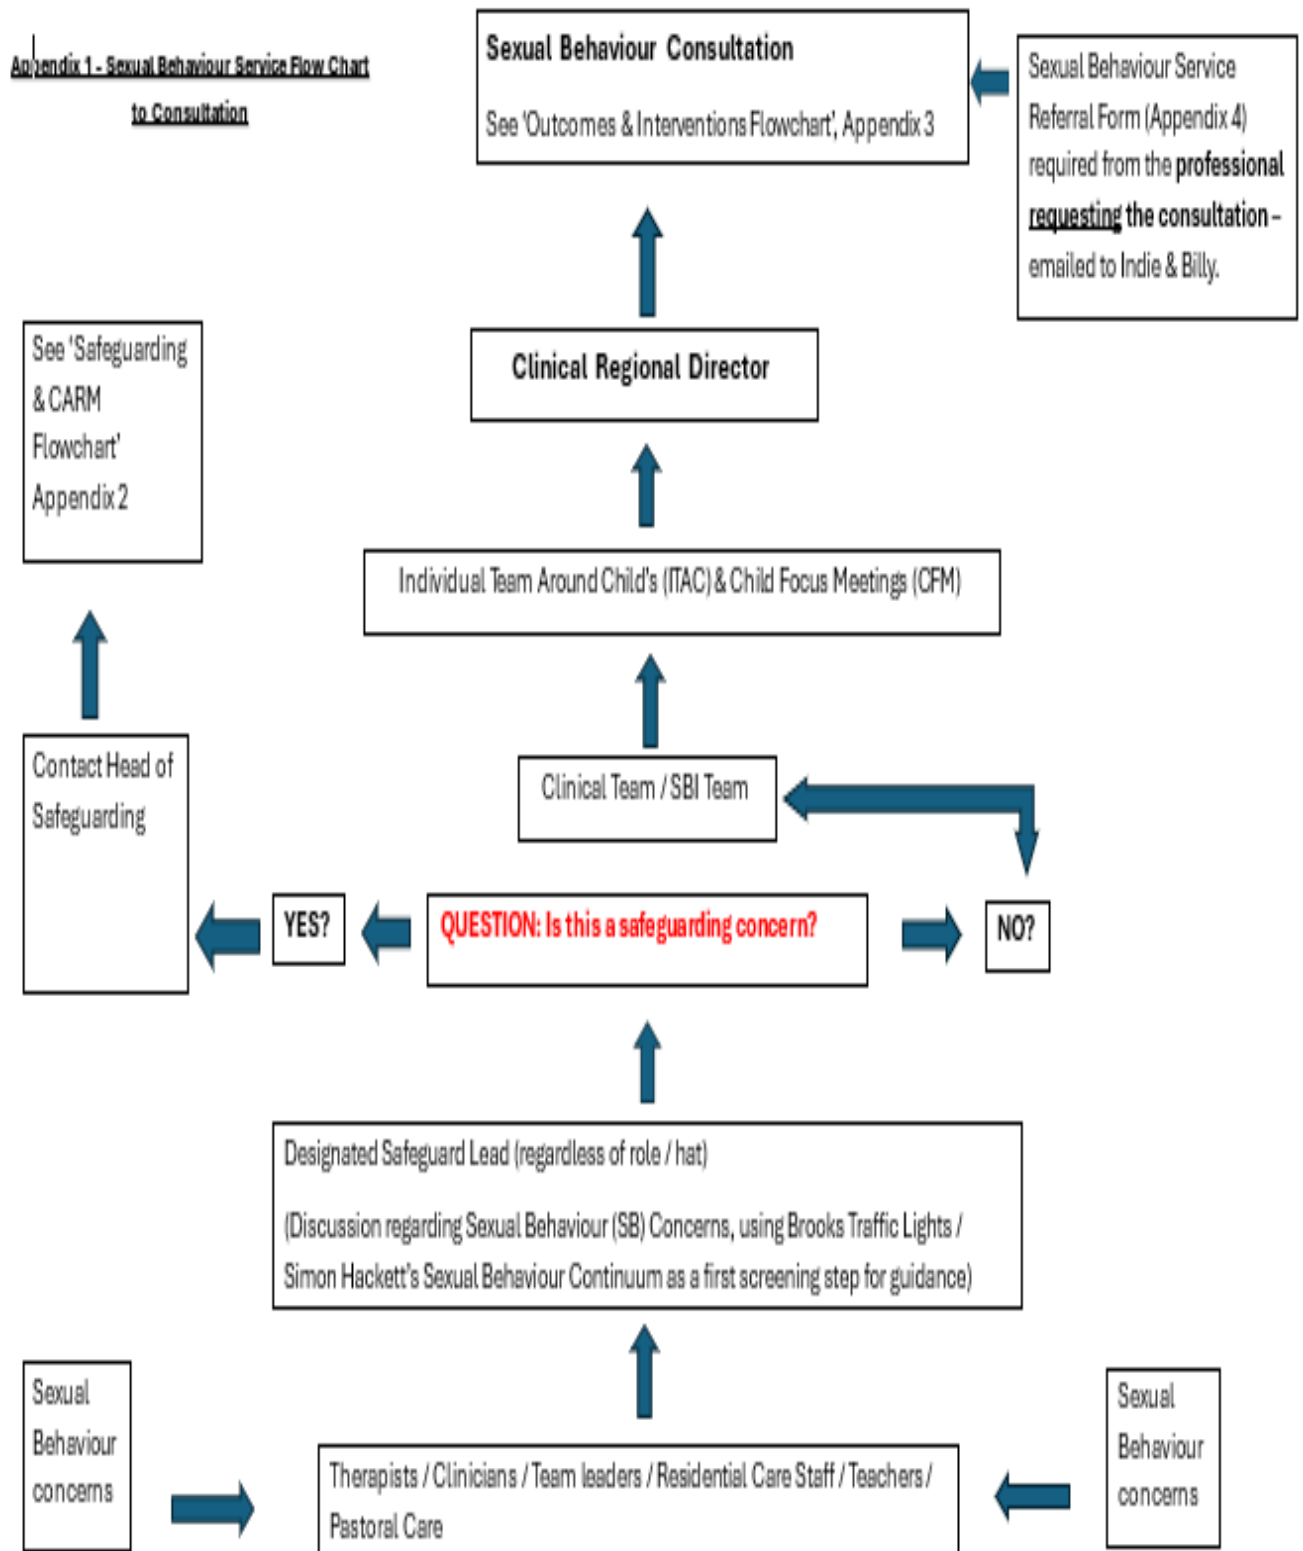 Appendix 1 - Sexual Behaviour Service Flow Chart
to Consultation
Sexual Behaviour Consultation
See 'Outcomes & Interventions Flowchart', Appendix 3
Sexual Behaviour Service
Referral Form (Appendix 4)
required from the professional
requesting the consultation –
emailed to Indie & Billy.
See 'Safeguarding
& CARM
Flowchart'
Appendix 2
Clinical Regional Director
Individual Team Around Child's (ITAC) & Child Focus Meetings (CFM)
Contact Head of
Safeguarding
Clinical Team / SBI Team
YES?
QUESTION: Is this a safeguarding concern?
NO?
Designated Safeguard Lead (regardless of role / hat)
(Discussion regarding Sexual Behaviour (SB) Concerns, using Brooks Traffic Lights /
Simon Hackett's Sexual Behaviour Continuum as a first screening step for guidance)
Sexual
Behaviour
concerns
Therapists / Clinicians / Team leaders / Residential Care Staff / Teachers /
Pastoral Care
Sexual
Behaviour
concerns